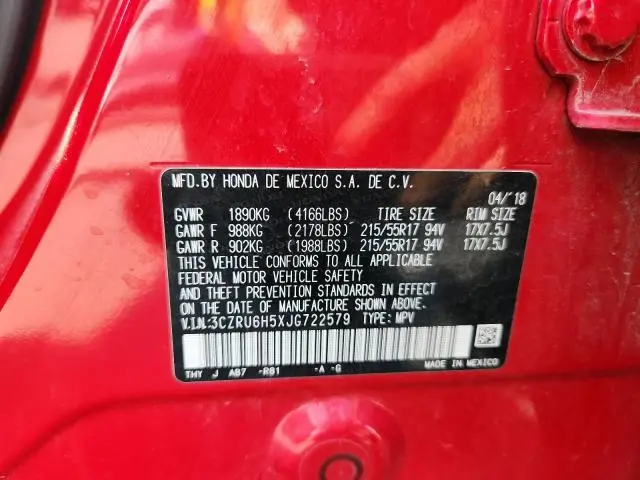 MFD.BY HONDA DE MEXICO S.A. DE C.V.
04/'18
GVWR 1890KG (4166LBS) TIRE SIZE RIM SIZE
GAWR F 988KG (2178LBS) 215/55R17 94V 17X7.5J
GAWR R 902KG (1988LBS) 215/55R17 94V 17X7.5J
THIS VEHICLE CONFORMS TO ALL APPLICABLE
FEDERAL MOTOR VEHICLE SAFETY
AND THEFT PREVENTION STANDARDS IN EFFECT
ON THE DATE OF MANUFACTURE SHOWN ABOVE.
V.I.N.:3CZRU6H5XJG722579 TYPE: MPV
THY J AB7 -R81 -A -G
MADE IN MEXICO